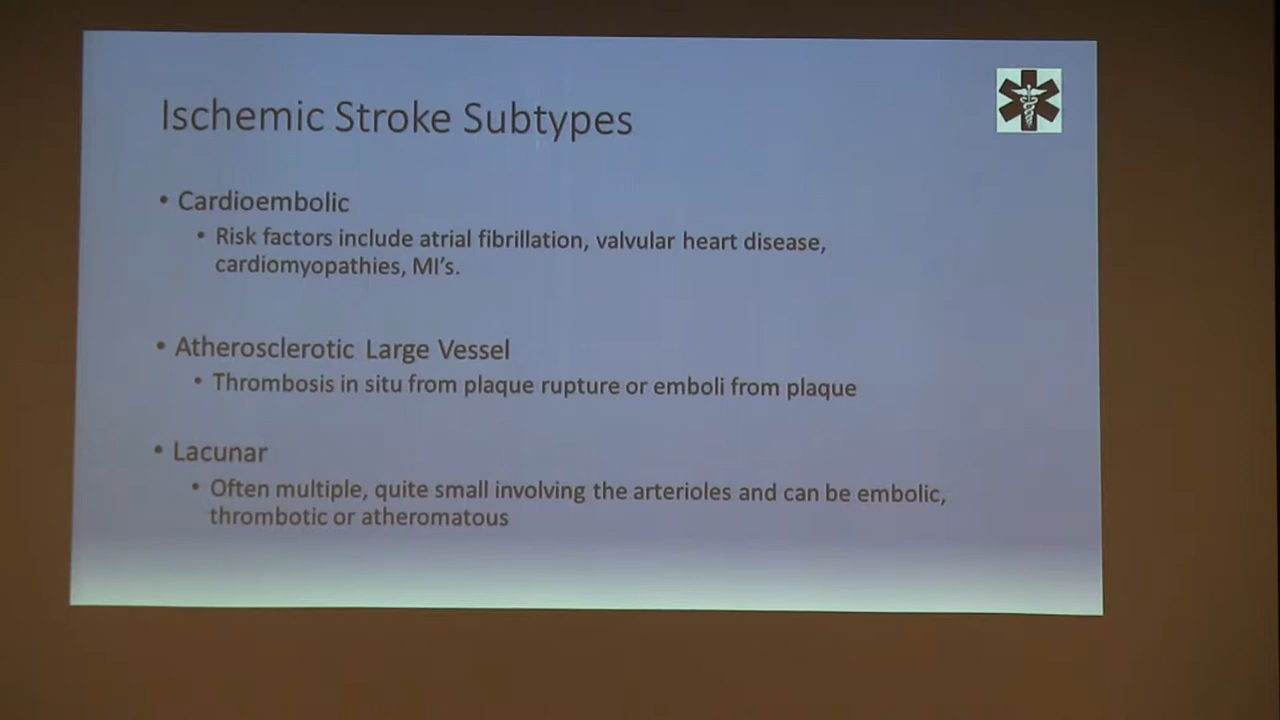 Ischemic Stroke Subtypes
• Cardioembolic
• Risk factors include atrial fibrillation, valvular heart disease,
cardiomyopathies, MI's.
• Atherosclerotic Large Vessel
• Thrombosis in situ from plaque rupture or emboli from plaque
• Lacunar
• Often multiple, quite small involving the arterioles and can be embolic,
thrombotic or atheromatous